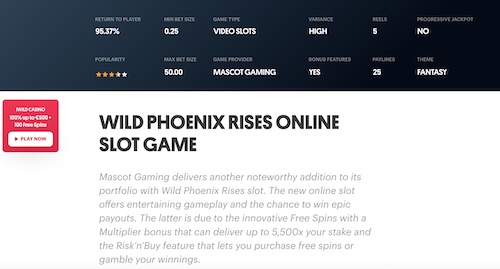 RETURN TO PLAYER MIN BET SIZE GAME TYPE VARIANCE REELS PROGRESSIVE JACKPOT
95.37% 0.25 VIDEO SLOTS HIGH 5 NO
POPULARITY MAX BET SIZE GAME PROVIDER BONUS FEATURES PAYLINES THEME
50.00 MASCOT GAMING YES 25 FANTASY
WILD CASINO
100% up to €500 +
100 Free Spins
PLAY NOW
WILD PHOENIX RISES ONLINE
SLOT GAME
Mascot Gaming delivers another noteworthy addition to its
portfolio with Wild Phoenix Rises slot. The new online slot
offers entertaining gameplay and the chance to win epic
payouts. The latter is due to the innovative Free Spins with a
Multiplier bonus that can deliver up to 5,500x your stake and
the Risk'n'Buy feature that lets you purchase free spins or
gamble your winnings.